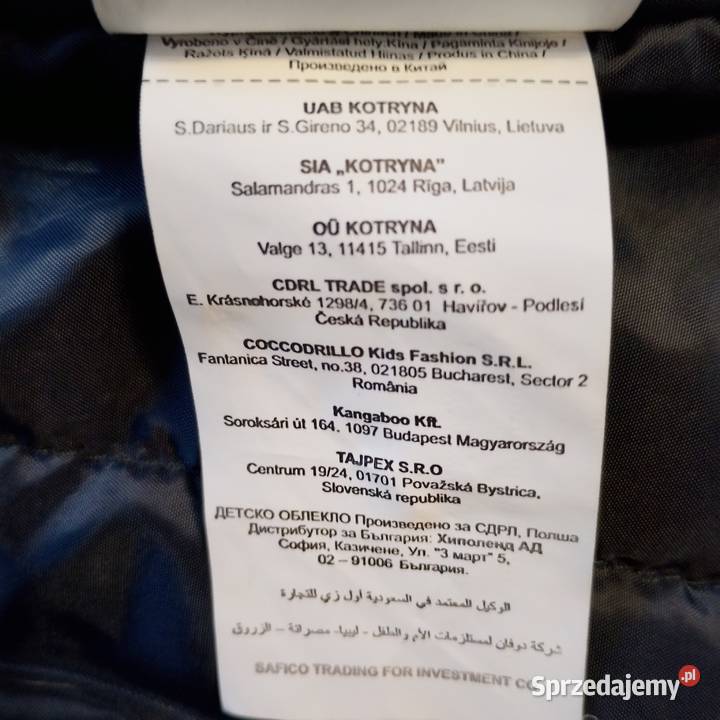 Vyrobeno v Číně / Gyártási hely: Kína / Pagaminta Kinijoje /
Ražots Ķīnā / Valmistatud Hiinas / Produs in China /
Произведено в Китай
UAB KOTRYNA
S.Dariaus ir S.Gireno 34, 02189 Vilnius, Lietuva
SIA „KOTRYNA”
Salamandras 1, 1024 Rīga, Latvija
OÜ KOTRYNA
Valge 13, 11415 Tallinn, Eesti
CDRL TRADE spol. s r. o.
E. Krásnohorské 1298/4, 736 01 Havířov - Podlesí
Česká Republika
COCCODRILLO Kids Fashion S.R.L.
Fantanica Street, no.38, 021805 Bucharest, Sector 2
România
Kangaboo Kft.
Soroksári út 164. 1097 Budapest Magyarország
TAJPEX S.R.O
Centrum 19/24, 01701 Považská Bystrica,
Slovenská republika
ДЕТСКО ОБЛЕКЛО Произведено за СДРЛ, Полша
Дистрибутор за България: Хиполенд АД
София, Казичене, Ул. "3 март" 5,
02 – 91006 България.
الوكيل المعتمد في السعودية أول زي للتجارة
شركة دوفان لمستلزمات الأم والطفل - ليبيا- مصراتة - الزروق
SAFICO TRADING FOR INVESTMENT
Sprzedajemy.pl